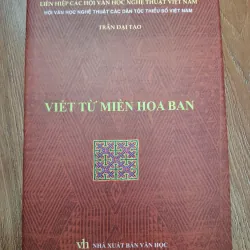 LIÊN HIỆP CÁC HỘI VĂN HỌC NGHỆ THUẬT VIỆT NAM
HỘI VĂN HỌC NGHỆ THUẬT CÁC DÂN TỘC THIỂU SỐ VIỆT NAM
TRẦN ĐẠI TẠO
VIẾT TỪ MIỀN HOA BAN
vh NHÀ XUẤT BẢN VĂN HỌC